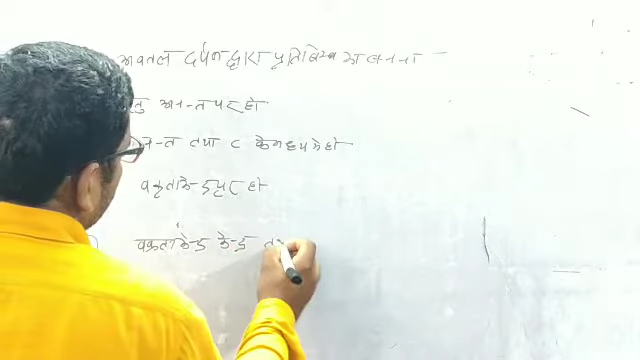 अवतल दर्पण द्वारा प्रतिबिम्ब का बनना
अनन्त पर हो
तथा C के मध्य मे हो
वक्रता केन्द्र पर हो
वक्रता केन्द्र केन्द्र